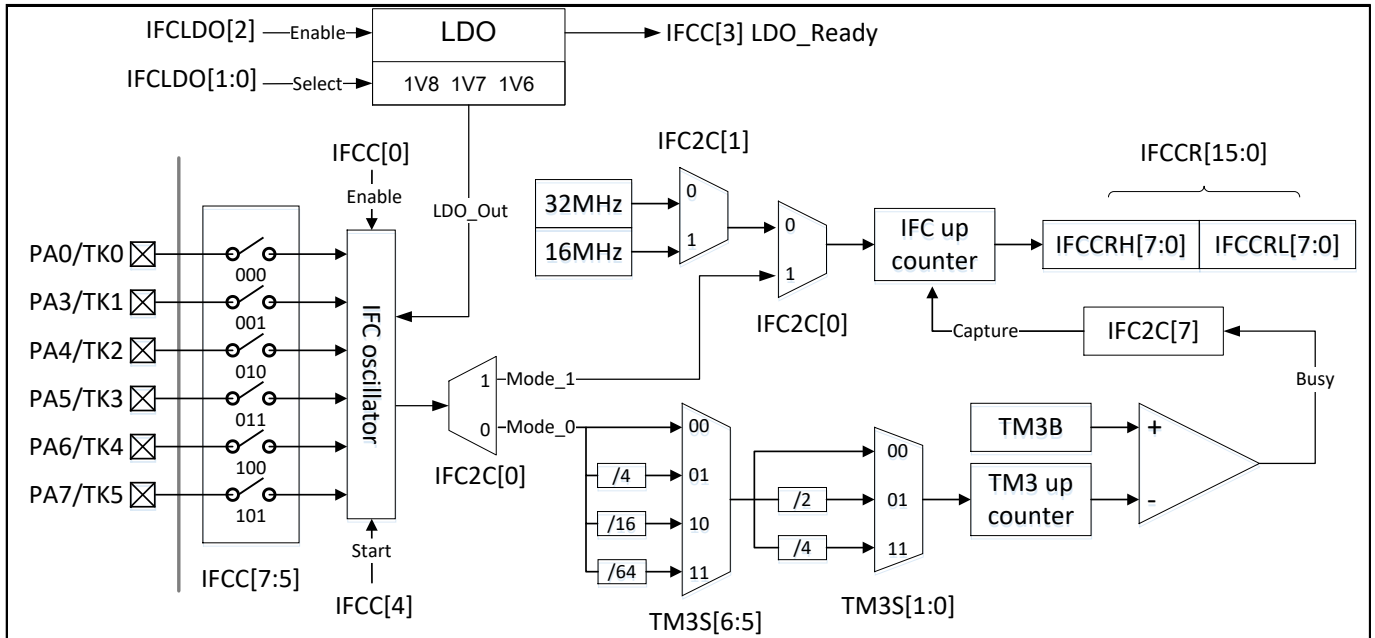 IFCLDO[2]
Enable
LDO
IFCC[3] LDO_Ready
IFCLDO[1:0]
Select
1V8 1V7 1V6
LDO_Out
IFCC[0]
Enable
IFC2C[1]
32MHz
16MHz
0
1
0
1
IFC2C[0]
IFC up
counter
IFCCR[15:0]
IFCCRH[7:0]
IFCCRL[7:0]
Capture
IFC2C[7]
Busy
PA0/TK0
000
PA3/TK1
001
PA4/TK2
010
PA5/TK3
011
PA6/TK4
100
PA7/TK5
101
IFCC[7:5]
IFC oscillator
Start
IFCC[4]
1
Mode_1
0
Mode_0
IFC2C[0]
/4
/16
/64
00
01
10
11
TM3S[6:5]
/2
/4
00
01
11
TM3S[1:0]
TM3B
TM3 up
counter
+
-